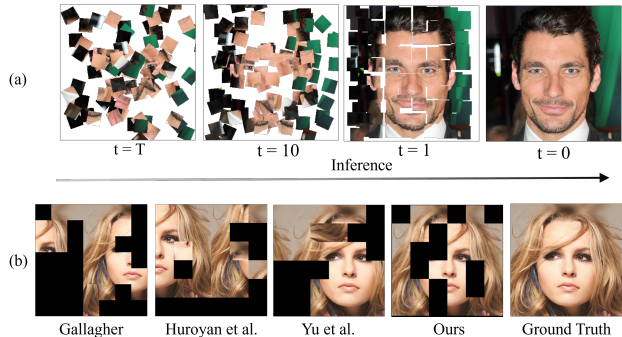 (a)
t = T
t = 10
t = 1
t = 0
Inference
(b)
Gallagher
Huroyan et al.
Yu et al.
Ours
Ground Truth